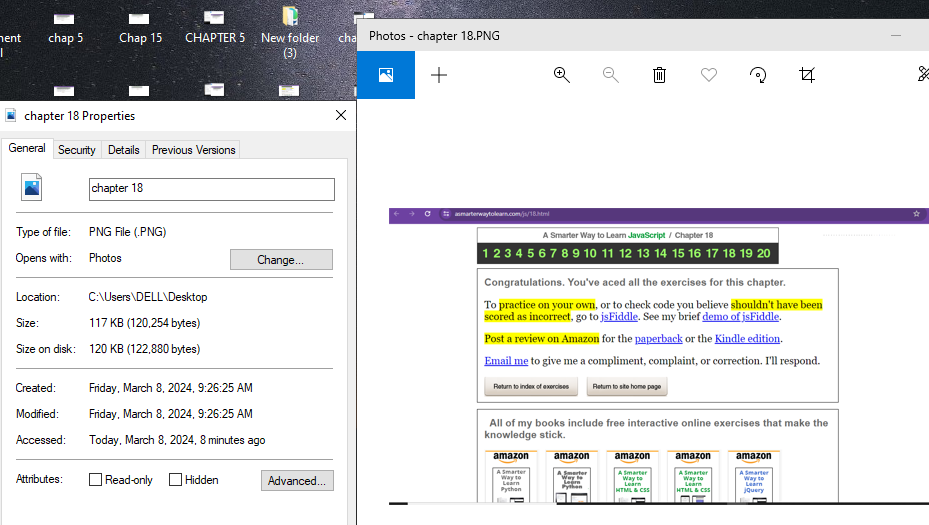 ment
chap 5
Chap 15
CHAPTER 5
New folder
(3)
cha
Photos - chapter 18.PNG
chapter 18 Properties
General
Security
Details
Previous Versions
chapter 18
Type of file:
PNG File (.PNG)
Opens with:
Photos
Change...
Location:
C:\Users\DELL\Desktop
Size:
117 KB (120,254 bytes)
Size on disk:
120 KB (122,880 bytes)
Created:
Friday, March 8, 2024, 9:26:25 AM
Modified:
Friday, March 8, 2024, 9:26:25 AM
Accessed:
Today, March 8, 2024, 8 minutes ago
Attributes:
Read-only
Hidden
Advanced...
asmarterwaytolearn.com/js/18.html
A Smarter Way to Learn JavaScript / Chapter 18
1 2 3 4 5 6 7 8 9 10 11 12 13 14 15 16 17 18 19 20
Congratulations. You've aced all the exercises for this chapter.
To practice on your own, or to check code you believe shouldn't have been
scored as incorrect, go to jsFiddle. See my brief demo of jsFiddle.
Post a review on Amazon for the paperback or the Kindle edition.
Email me to give me a compliment, complaint, or correction. I'll respond.
Return to index of exercises
Return to site home page
All of my books include free interactive online exercises that make the
knowledge stick.
amazon
amazon
amazon
amazon
amazon
A Smarter
Way to
Learn
Python
A Smarter
Way to
Learn
Python
A Smarter
Way to
Learn
HTML & CSS
A Smarter
Way to
Learn
HTML & CSS
A Smarter
Way to
Learn
jQuery